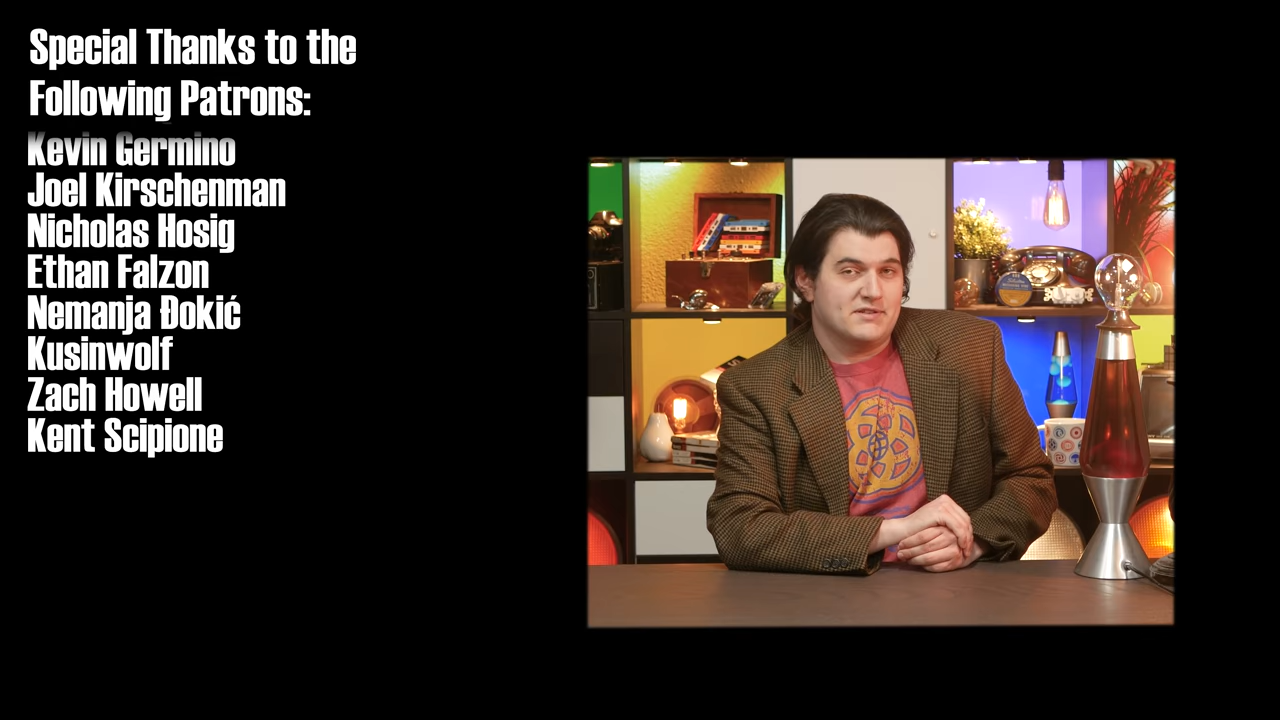 Special Thanks to the
Following Patrons:
Kevin Germino
Joel Kirschenman
Nicholas Hosig
Ethan Falzon
Nemanja Đokić
Kusinwolf
Zach Howell
Kent Scipione